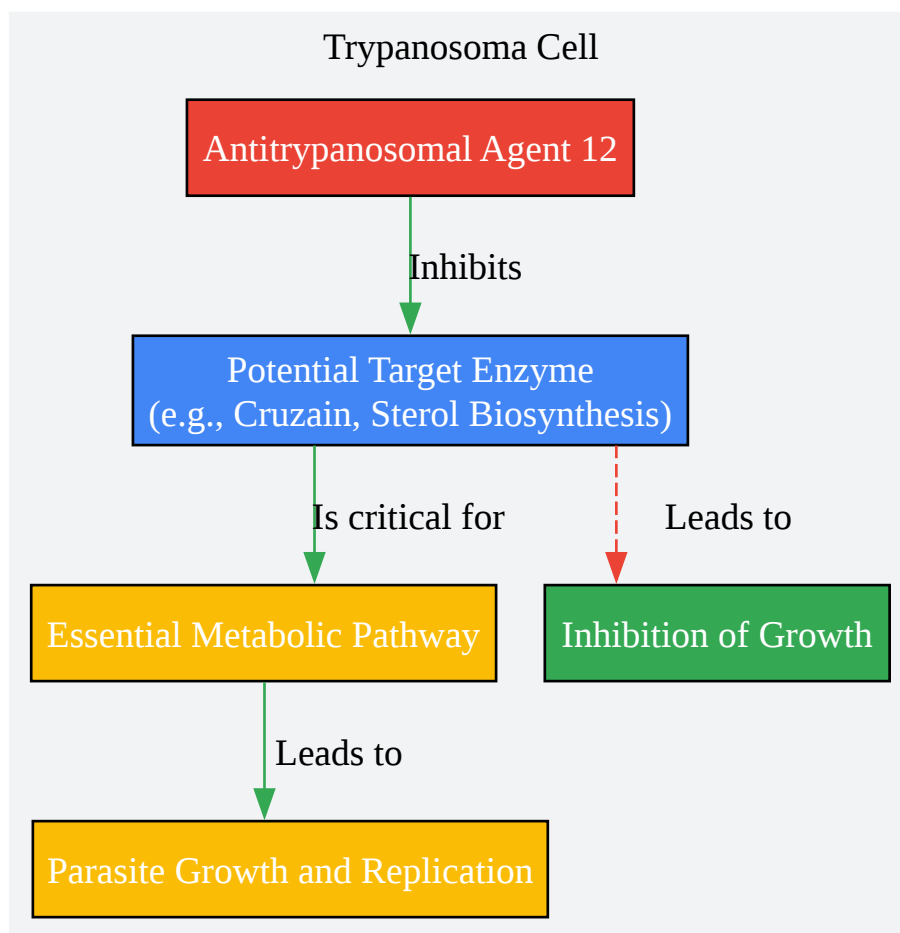 Trypanosoma Cell
Antitrypanosomal Agent 12
Inhibits
Potential Target Enzyme
(e.g., Cruzain, Sterol Biosynthesis)
Is critical for
Leads to
Essential Metabolic Pathway
Inhibition of Growth
Leads to
Parasite Growth and Replication